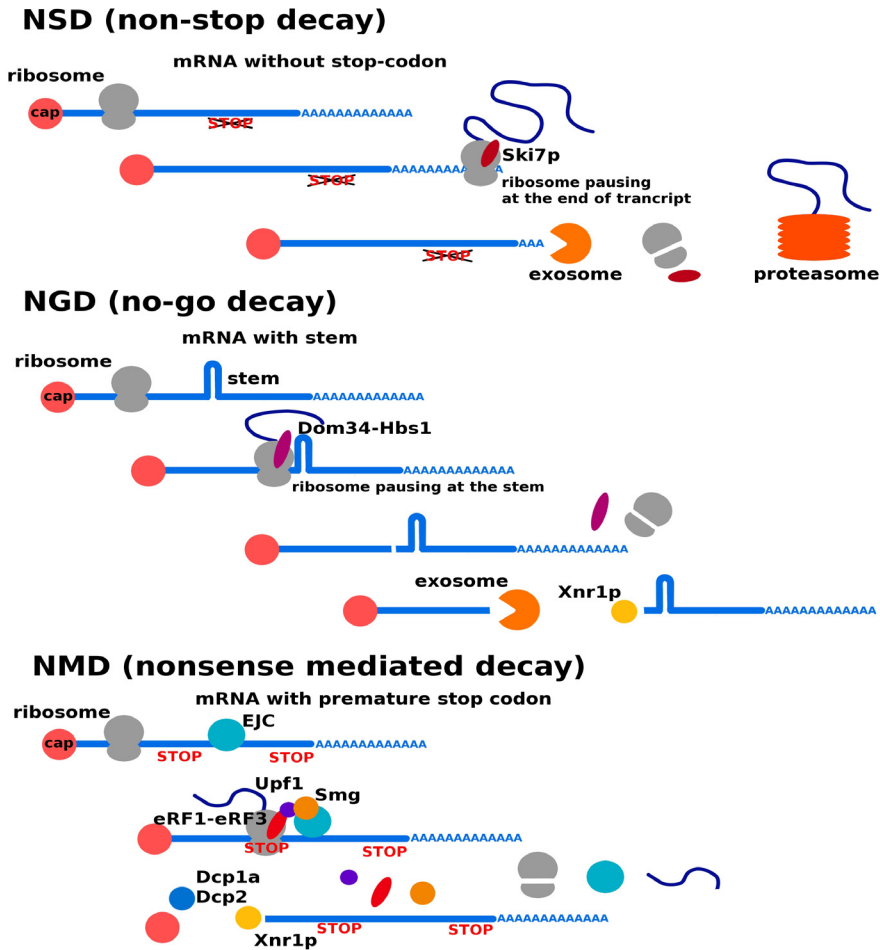 NSD (non-stop decay)
mRNA without stop-codon
ribosome
cap
STOP
AAAAAAAAAAAAA
Ski7p
STOP
AAAAAAAAAAAAA
ribosome pausing
at the end of trancript
STOP
AAA
exosome
proteasome
NGD (no-go decay)
mRNA with stem
ribosome
stem
cap
AAAAAAAAAAAAA
Dom34-Hbs1
AAAAAAAAAAAAA
ribosome pausing at the stem
AAAAAAAAAAAAA
exosome
Xnr1p
AAAAAAAAAAAAA
NMD (nonsense mediated decay)
mRNA with premature stop codon
ribosome
EJC
cap
AAAAAAAAAAAAA
STOP
STOP
Upf1
Smg
eRF1-eRF3
AAAAAAAAAAAAA
STOP
STOP
Dcp1a
Dcp2
AAAAAAAAAAAAA
STOP
STOP
Xnr1p